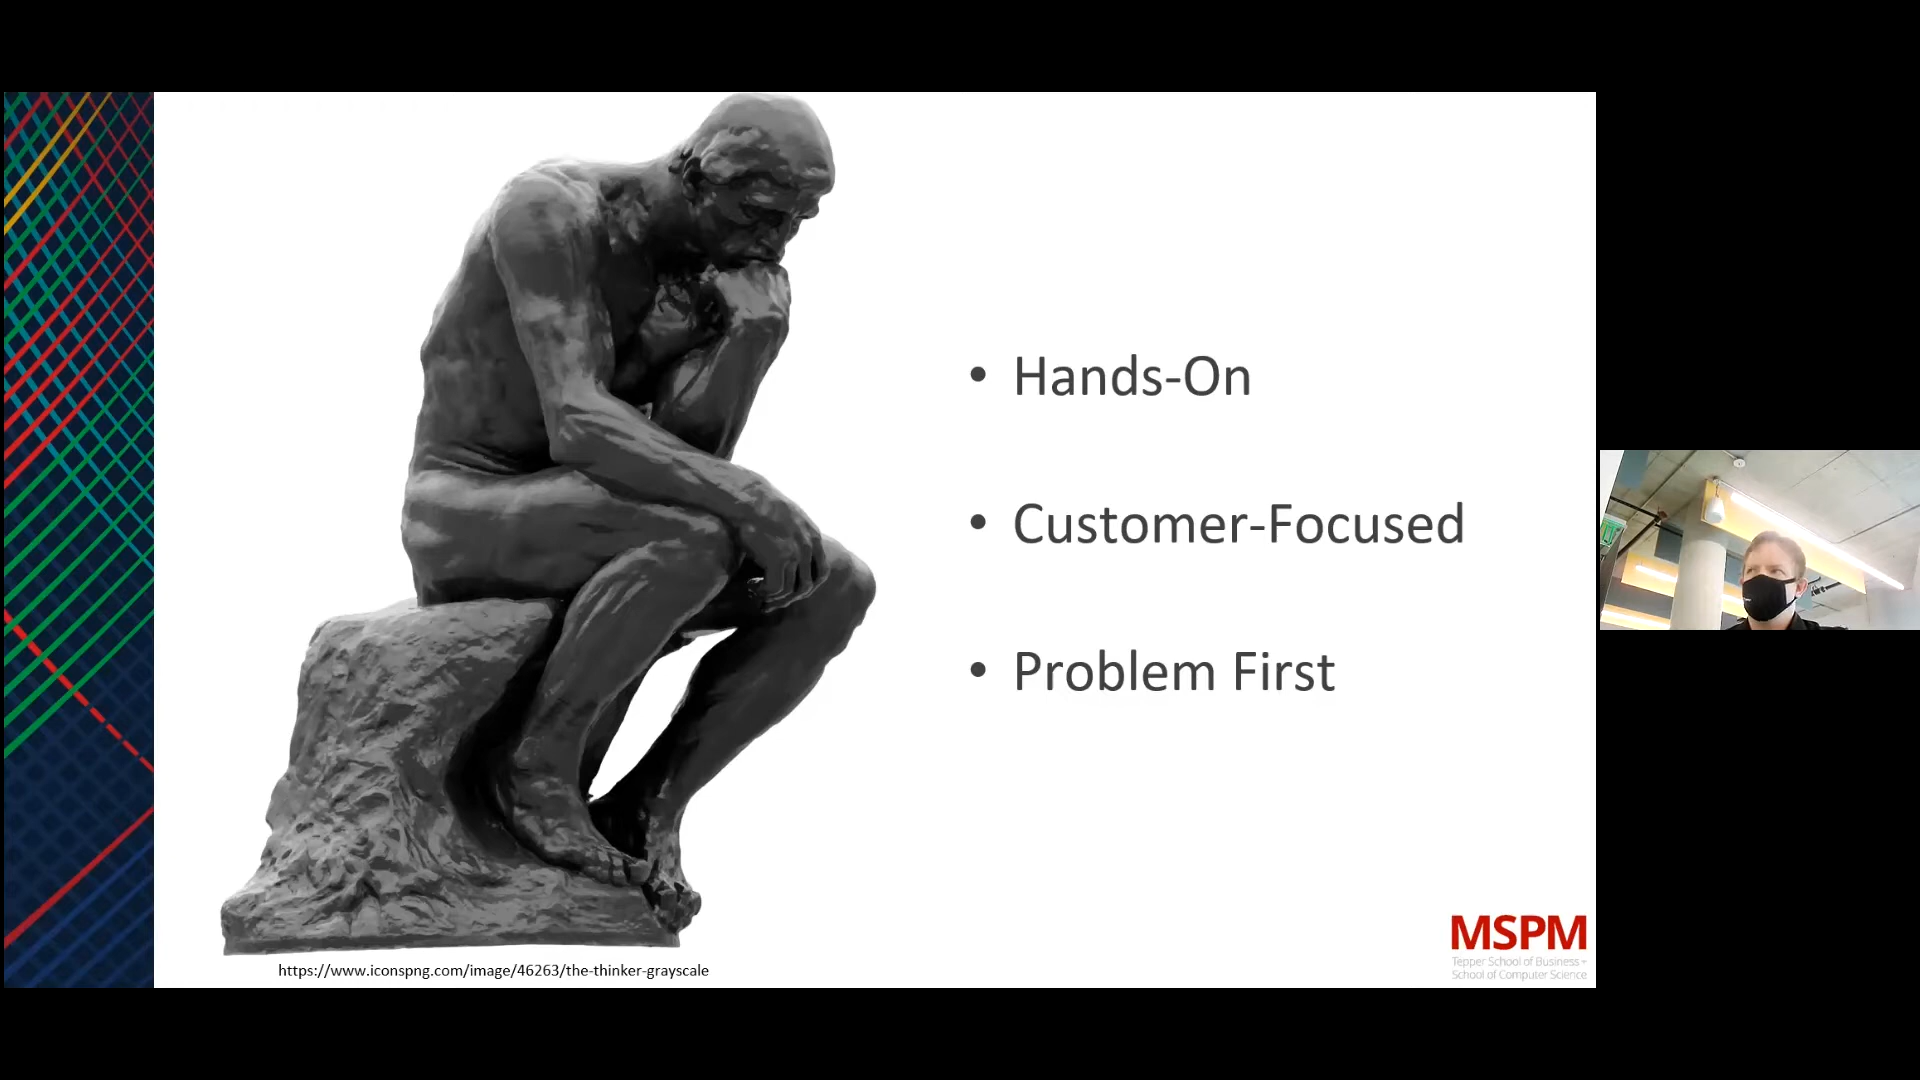 • Hands-On
• Customer-Focused
• Problem First
https://www.iconspng.com/image/46263/the-thinker-grayscale
MSPM
Tepper School of Business +
School of Computer Science